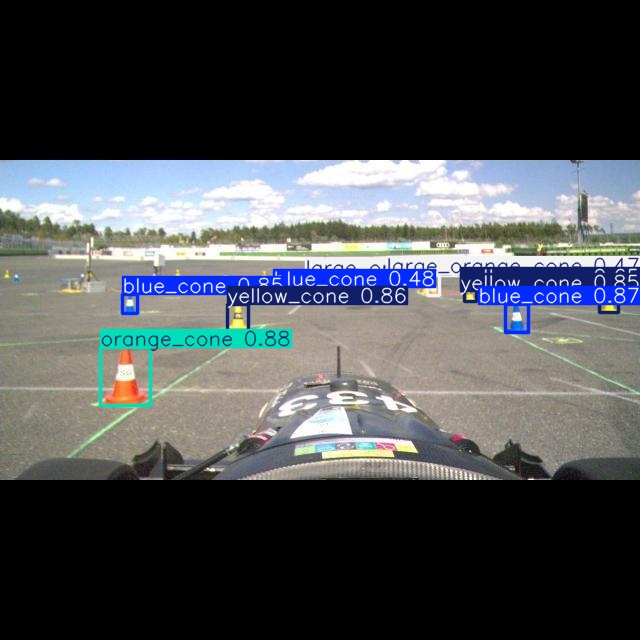 large_orange_cone 0.47
blue_cone 0.85
blue_cone 0.48
yellow_cone 0.85
yellow_cone 0.86
blue_cone 0.87
orange_cone 0.88
433